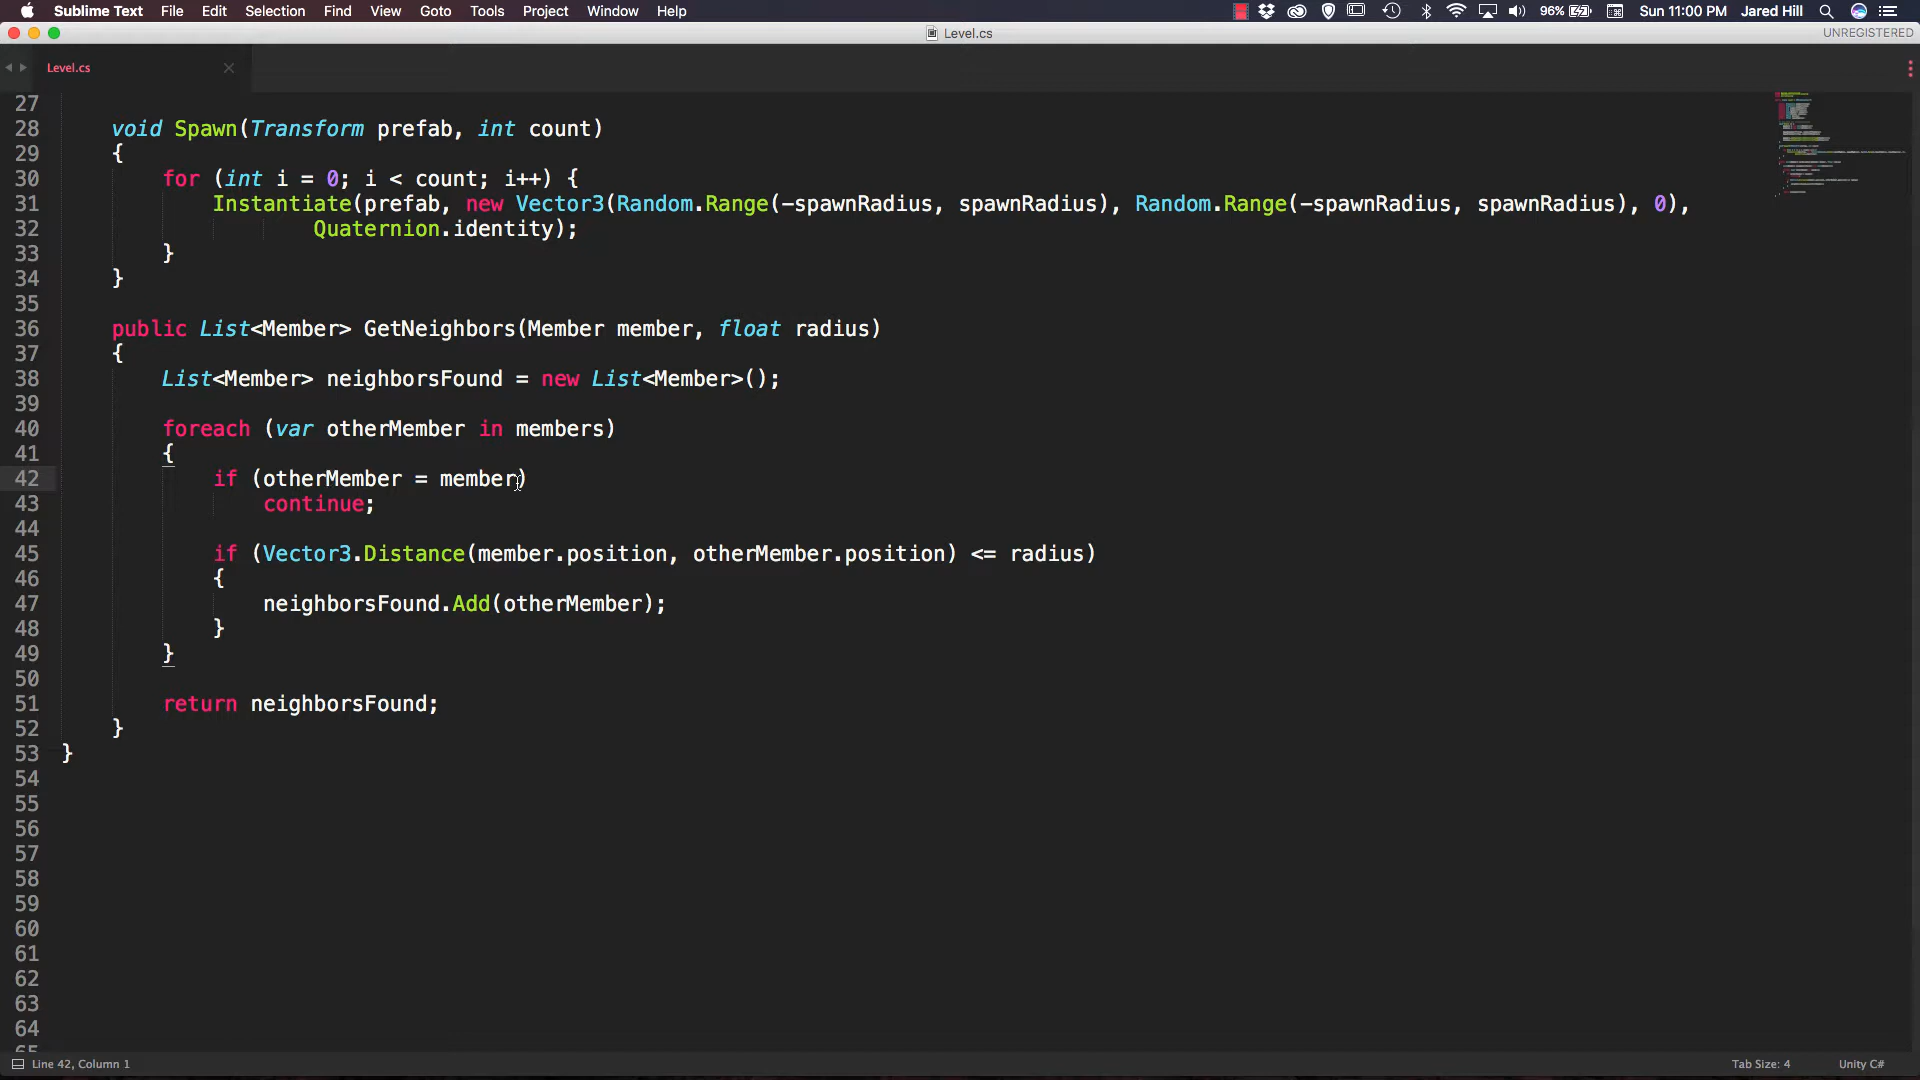 Sublime Text File Edit Selection Find View Goto Tools Project Window Help 96% Sun 11:00 PM Jared Hill
Level.cs UNREGISTERED
Level.cs
27
28 void Spawn(Transform prefab, int count)
29 {
30 for (int i = 0; i < count; i++) {
31 Instantiate(prefab, new Vector3(Random.Range(-spawnRadius, spawnRadius), Random.Range(-spawnRadius, spawnRadius), 0),
32 Quaternion.identity);
33 }
34 }
35
36 public List<Member> GetNeighbors(Member member, float radius)
37 {
38 List<Member> neighborsFound = new List<Member>();
39
40 foreach (var otherMember in members)
41 {
42 if (otherMember = member)
43 continue;
44
45 if (Vector3.Distance(member.position, otherMember.position) <= radius)
46 {
47 neighborsFound.Add(otherMember);
48 }
49 }
50
51 return neighborsFound;
52 }
53 }
54
55
56
57
58
59
60
61
62
63
64
65
Line 42, Column 1 Tab Size: 4 Unity C#